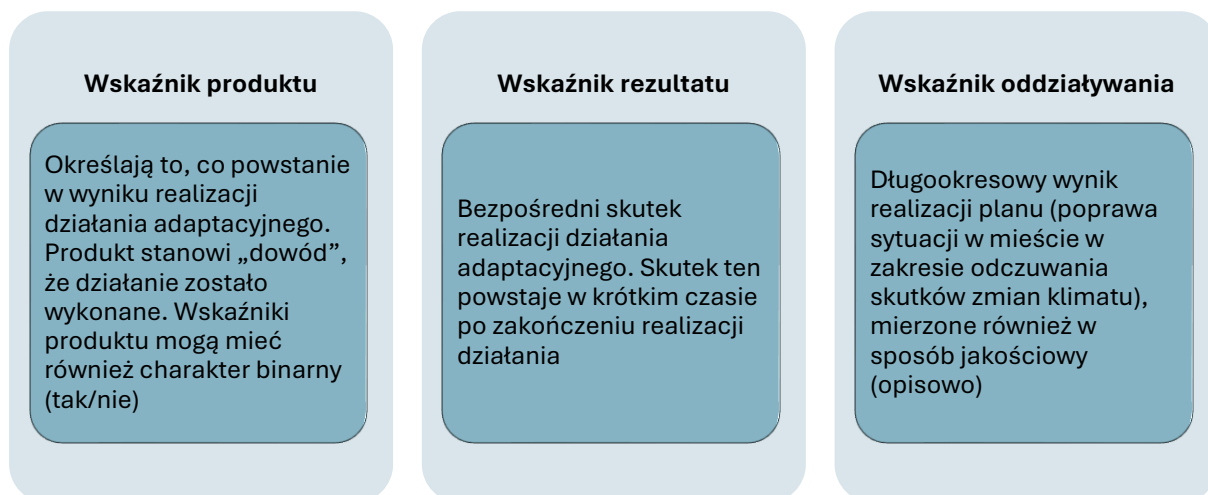 Wskaźnik produktu
Określają to, co powstanie
w wyniku realizacji
działania adaptacyjnego.
Produkt stanowi „dowód”,
że działanie zostało
wykonane. Wskaźniki
produktu mogą mieć
również charakter binarny
(tak/nie)
Wskaźnik rezultatu
Bezpośredni skutek
realizacji działania
adaptacyjnego. Skutek ten
powstaje w krótkim czasie
po zakończeniu realizacji
działania
Wskaźnik oddziaływania
Długookresowy wynik
realizacji planu (poprawa
sytuacji w mieście w
zakresie odczuwania
skutków zmian klimatu),
mierzone również w
sposób jakościowy
(opisowo)